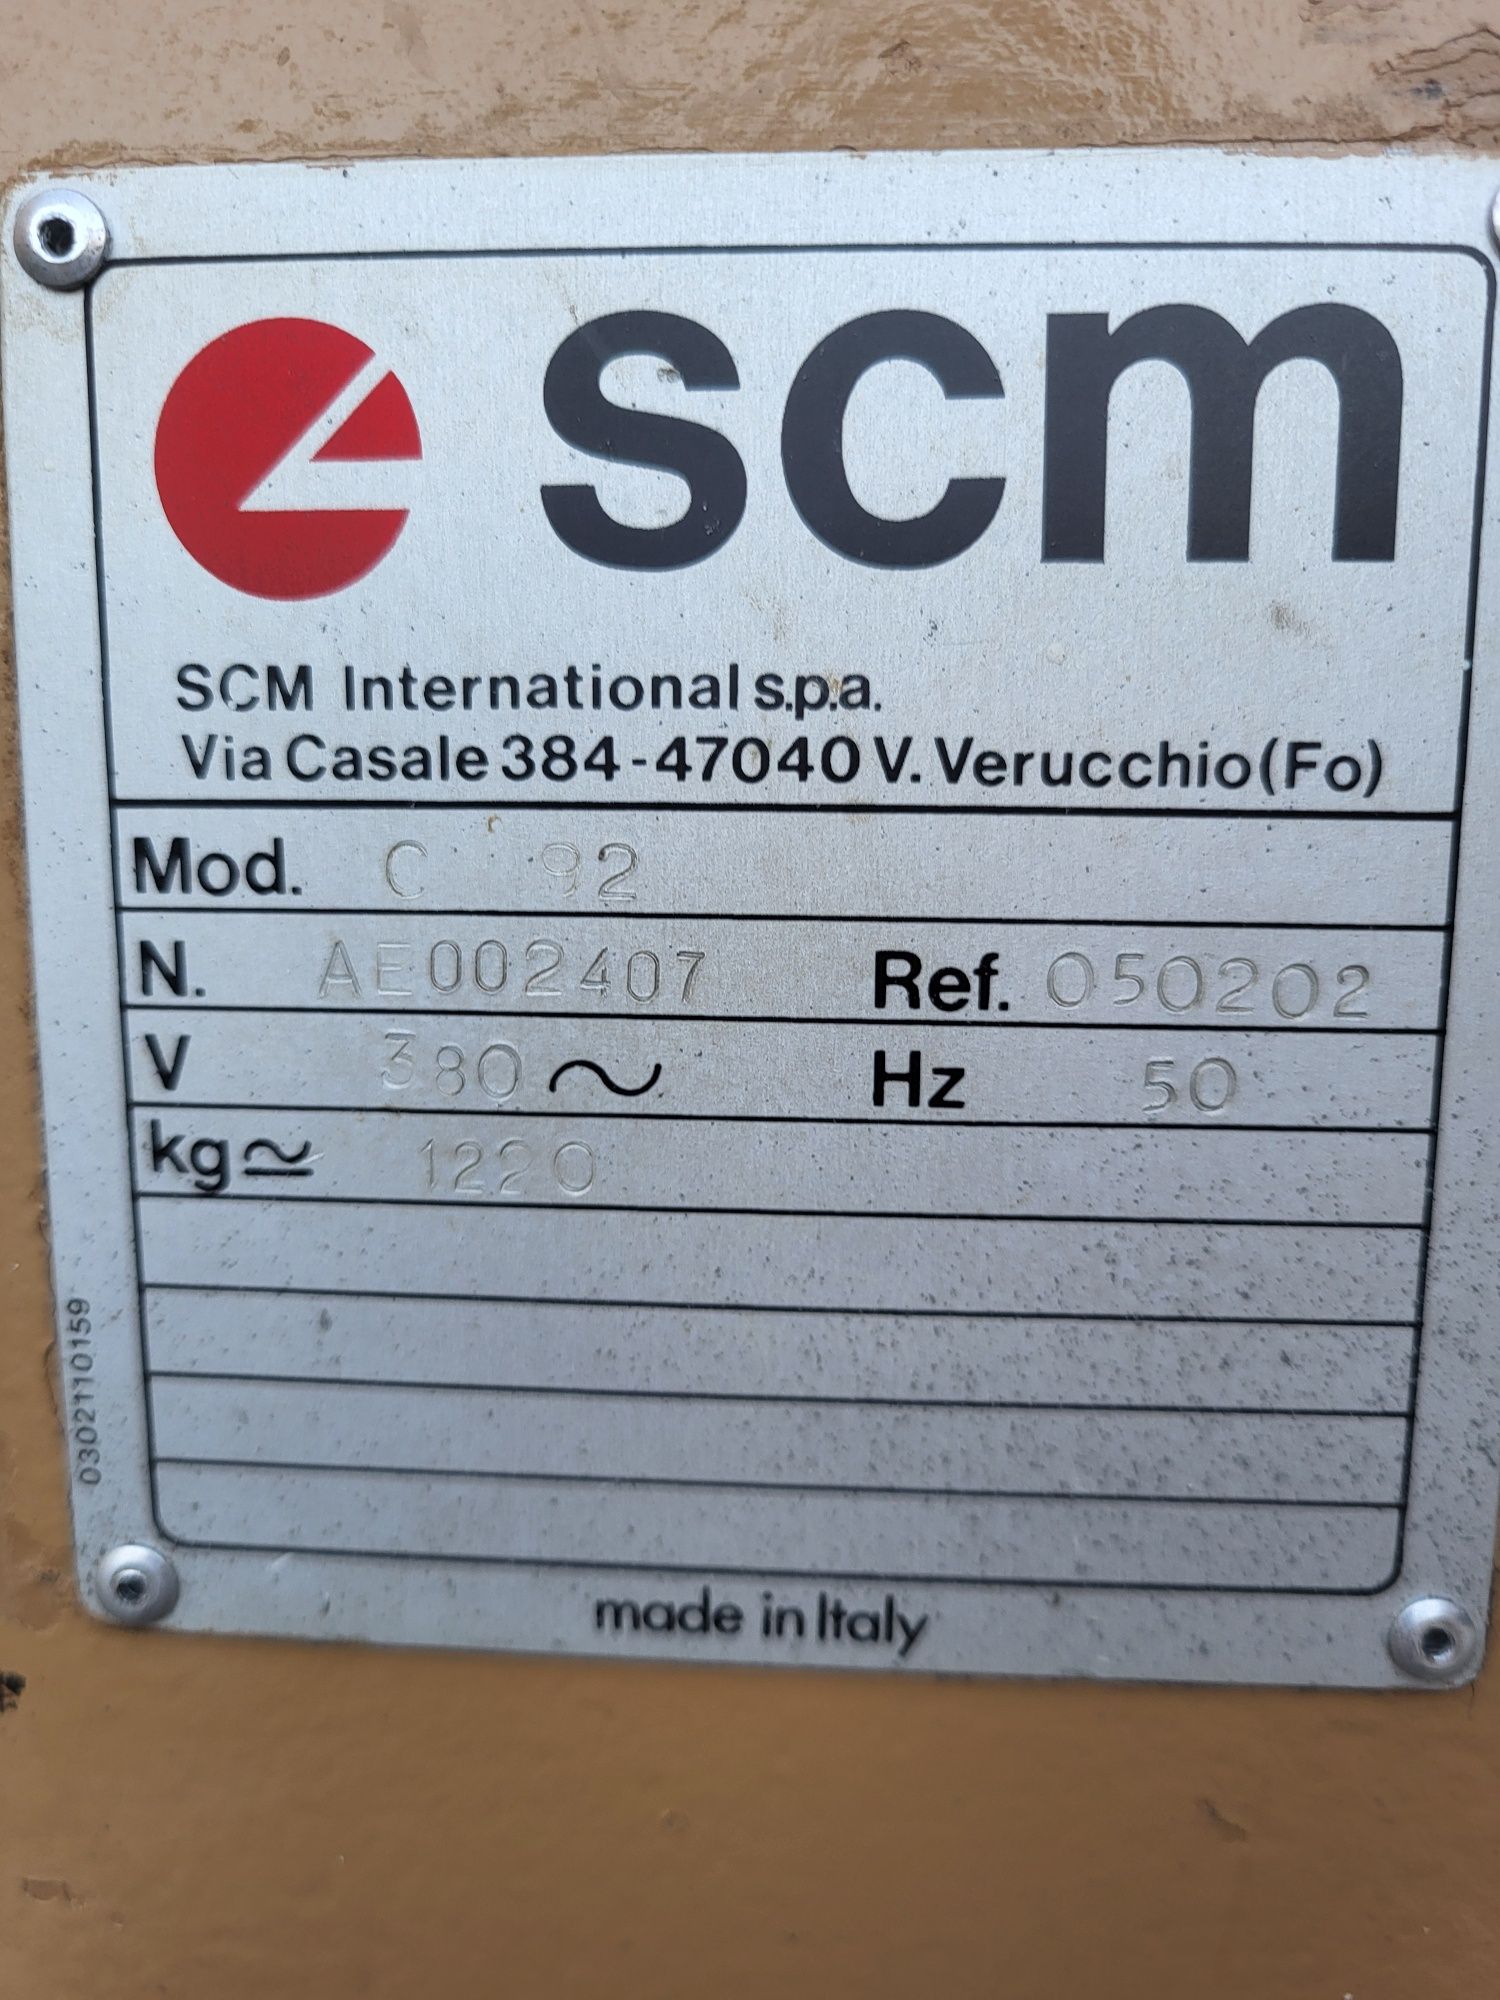 scm
SCM International s.p.a.
Via Casale 384-47040 V. Verucchio (Fo)
Mod. C 92
N. AE002407 Ref. 050202
V 380 ~ Hz 50
kg ≃ 1220
0302110159
made in Italy